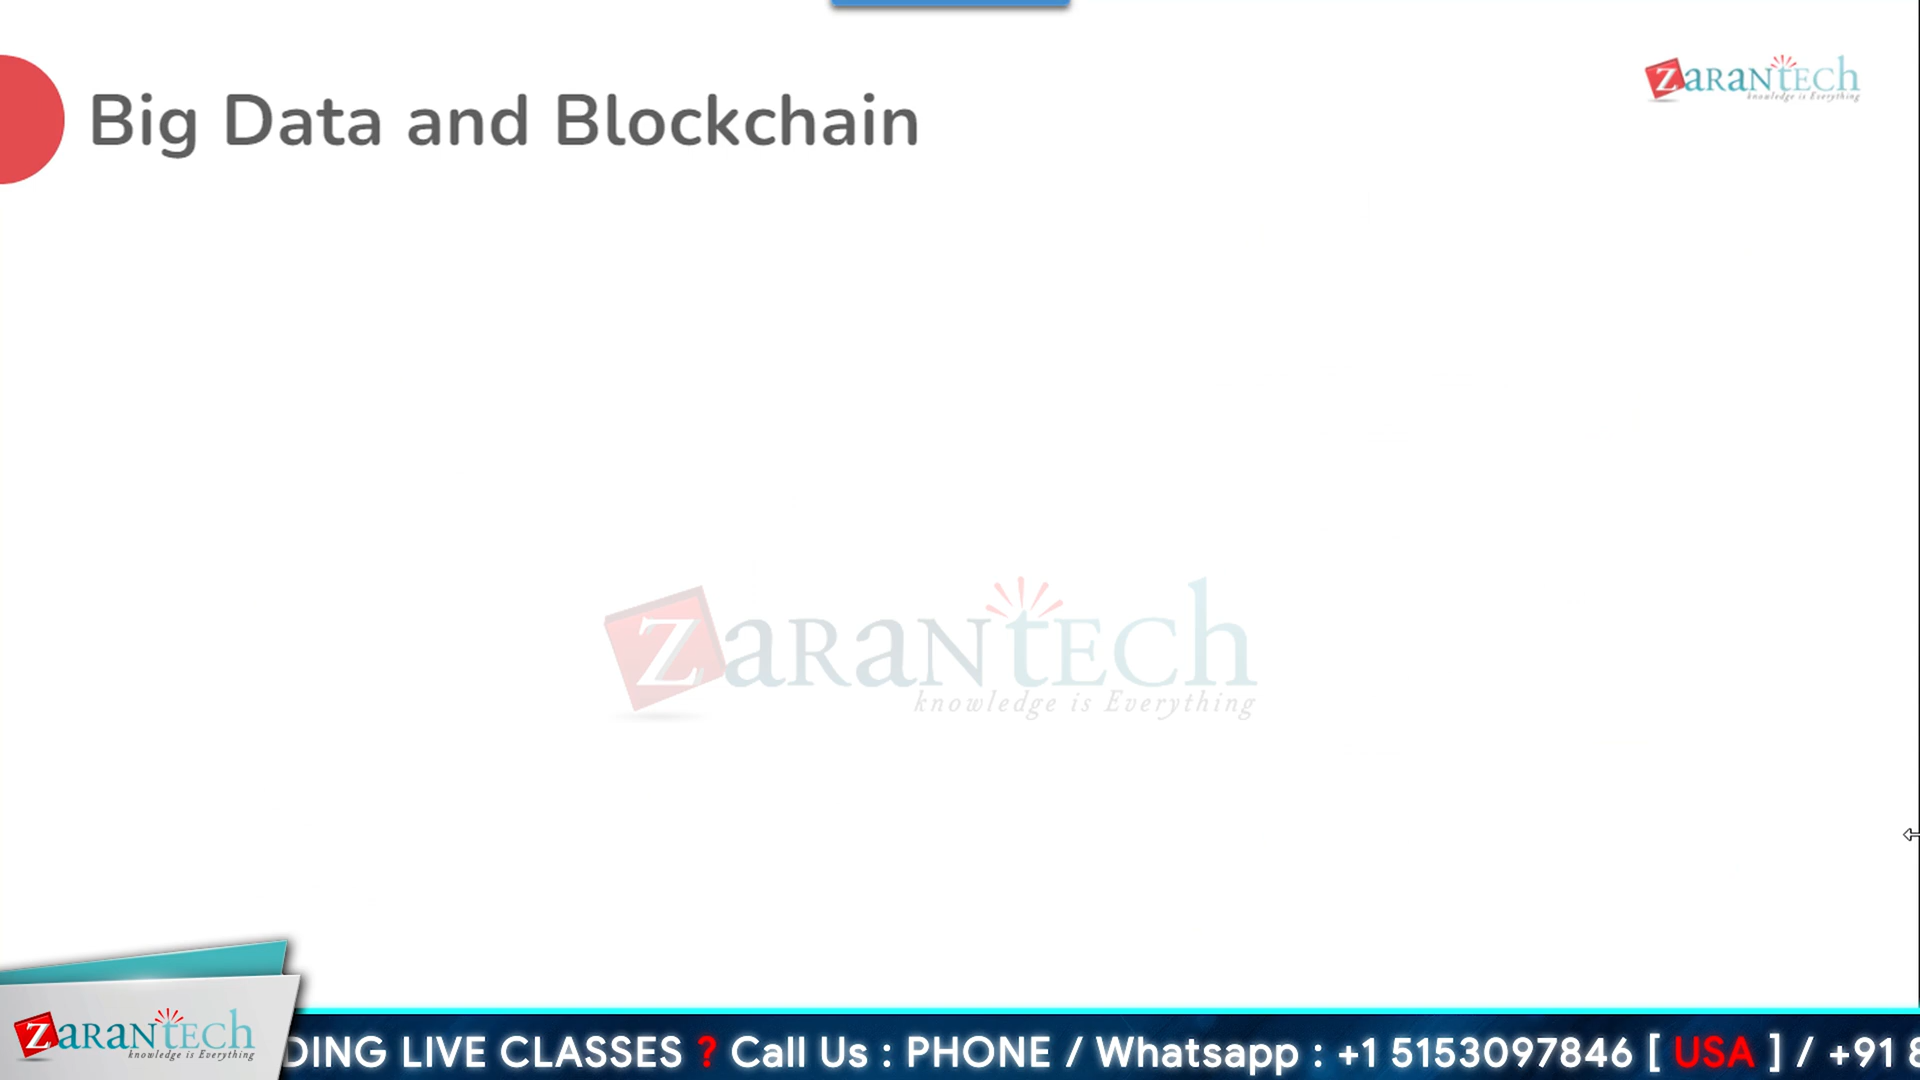 Big Data and Blockchain
ZaranTech
knowledge is Everything
ZaranTech
knowledge is Everything
ZaranTech
knowledge is Everything
DING LIVE CLASSES ? Call Us : PHONE / Whatsapp : +1 5153097846 [ USA ] / +91